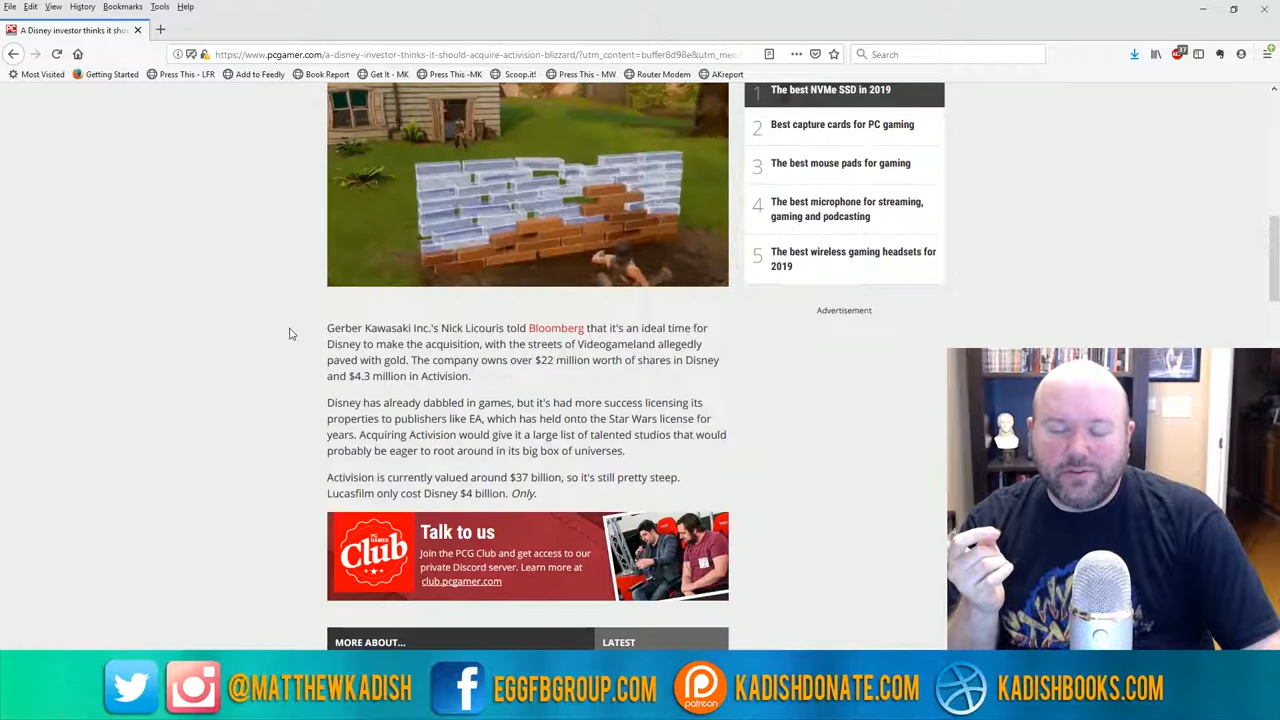 File Edit View History Bookmarks Tools Help
A Disney investor thinks it shou
https://www.pcgamer.com/a-disney-investor-thinks-it-should-acquire-activision-blizzard/?utm_content=buffer8d98e&utm_med
Search
27
Most Visited Getting Started Press This - LFR Add to Feedly Book Report Get It - MK Press This -MK Scoop.it! Press This - MW Router Modem AKreport
1 The best NVMe SSD in 2019
2 Best capture cards for PC gaming
3 The best mouse pads for gaming
4 The best microphone for streaming,
gaming and podcasting
5 The best wireless gaming headsets for
2019
Advertisement
Gerber Kawasaki Inc.'s Nick Licouris told Bloomberg that it's an ideal time for
Disney to make the acquisition, with the streets of Videogameland allegedly
paved with gold. The company owns over $22 million worth of shares in Disney
and $4.3 million in Activision.
Disney has already dabbled in games, but it's had more success licensing its
properties to publishers like EA, which has held onto the Star Wars license for
years. Acquiring Activision would give it a large list of talented studios that would
probably be eager to root around in its big box of universes.
Activision is currently valued around $37 billion, so it's still pretty steep.
Lucasfilm only cost Disney $4 billion. Only.
PC GAMER
Club
Talk to us
Join the PCG Club and get access to our
private Discord server. Learn more at
club.pcgamer.com
MORE ABOUT... LATEST
@MATTHEWKADISH EGGFBGROUP.COM patreon KADISHDONATE.COM KADISHBOOKS.COM